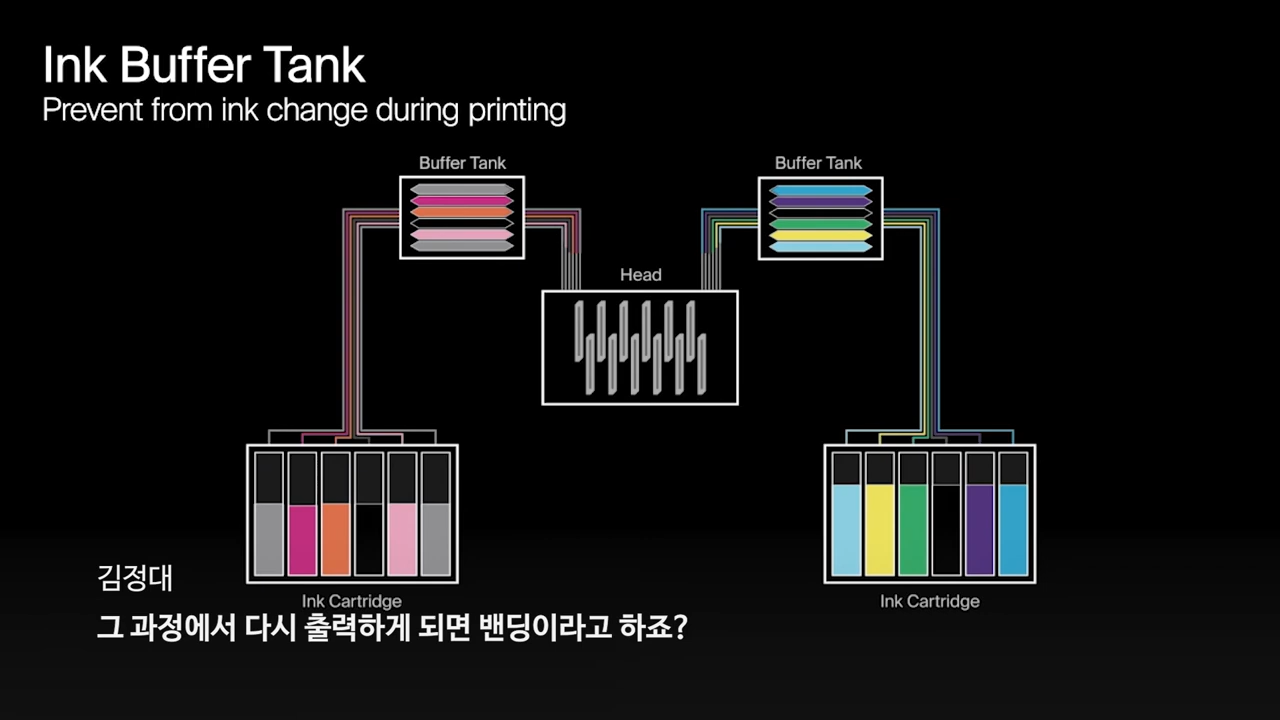 Ink Buffer Tank
Prevent from ink change during printing
Buffer Tank
Buffer Tank
Head
김정대
Ink Cartridge
Ink Cartridge
그 과정에서 다시 출력하게 되면 밴딩이라고 하죠?